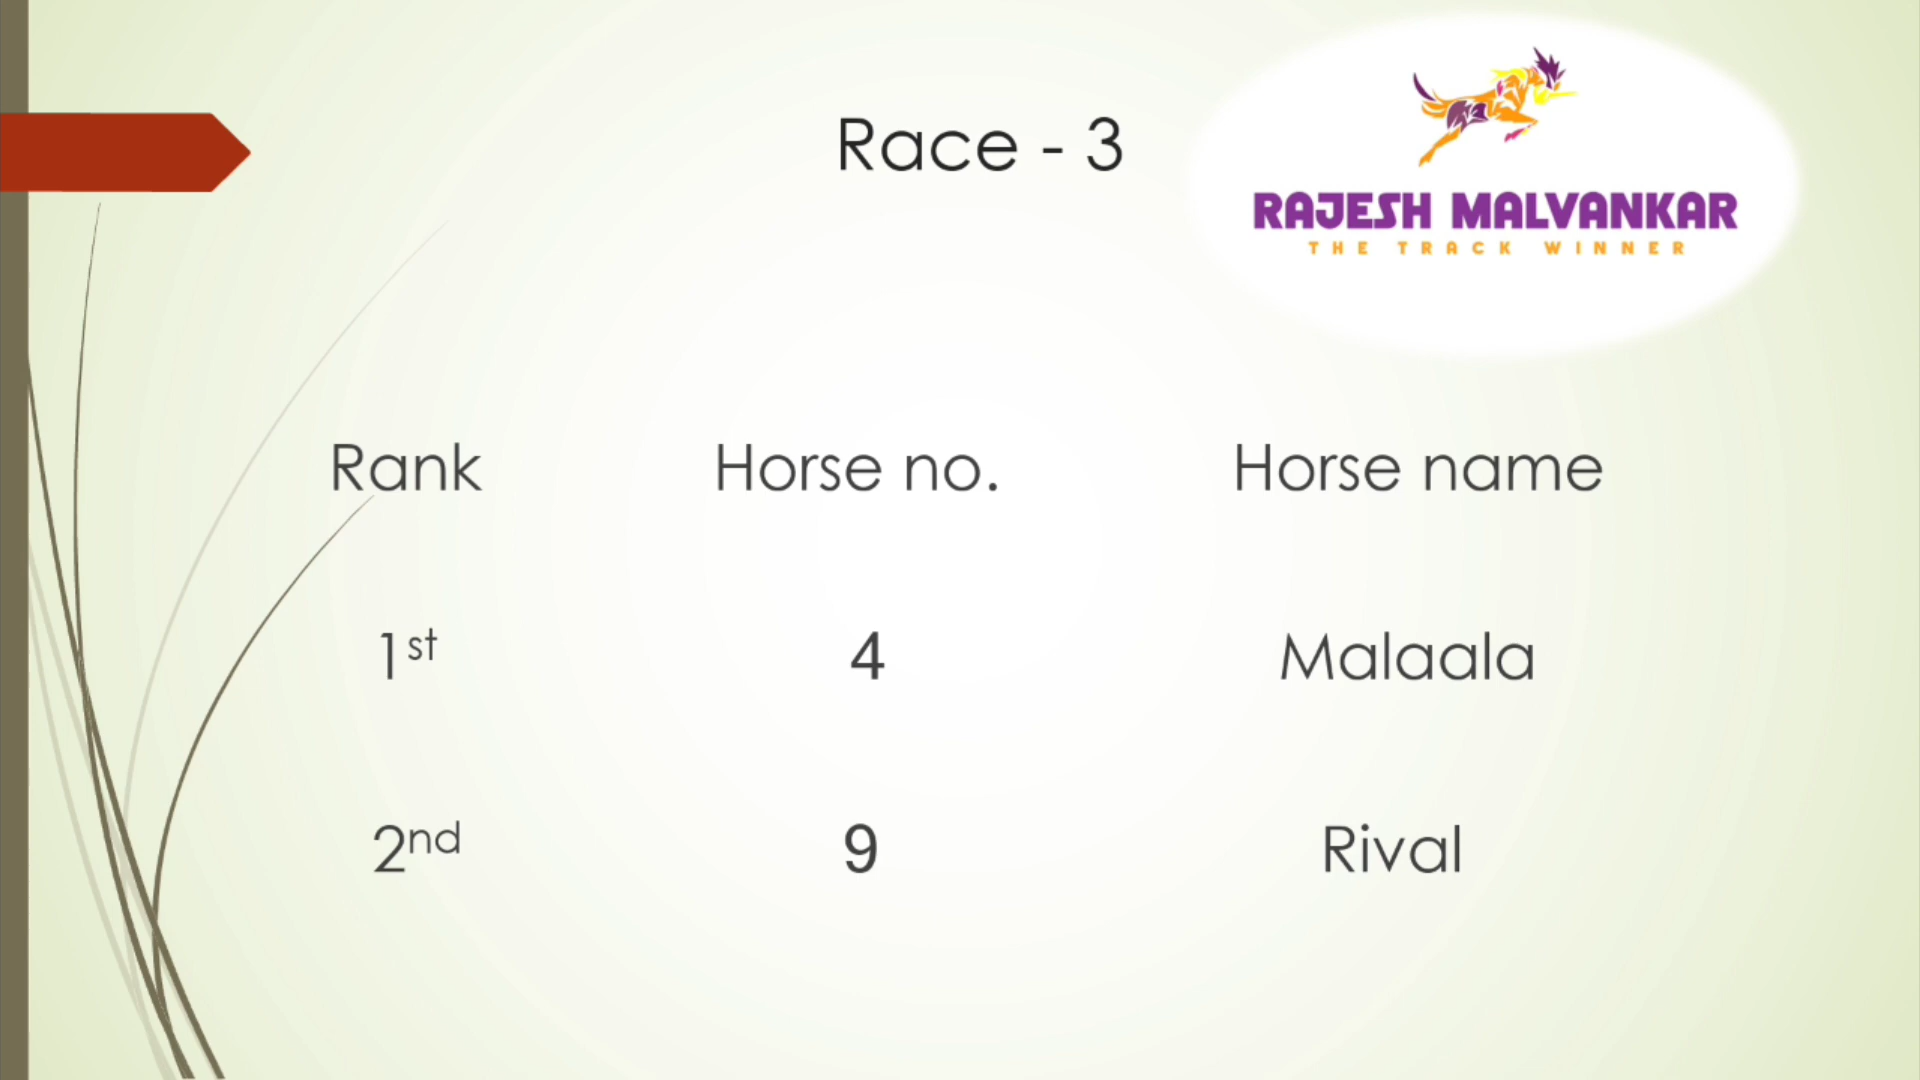 Race - 3
RAJESH MALVANKAR
THE TRACK WINNER
Rank Horse no. Horse name
1st 4 Malaala
2nd 9 Rival